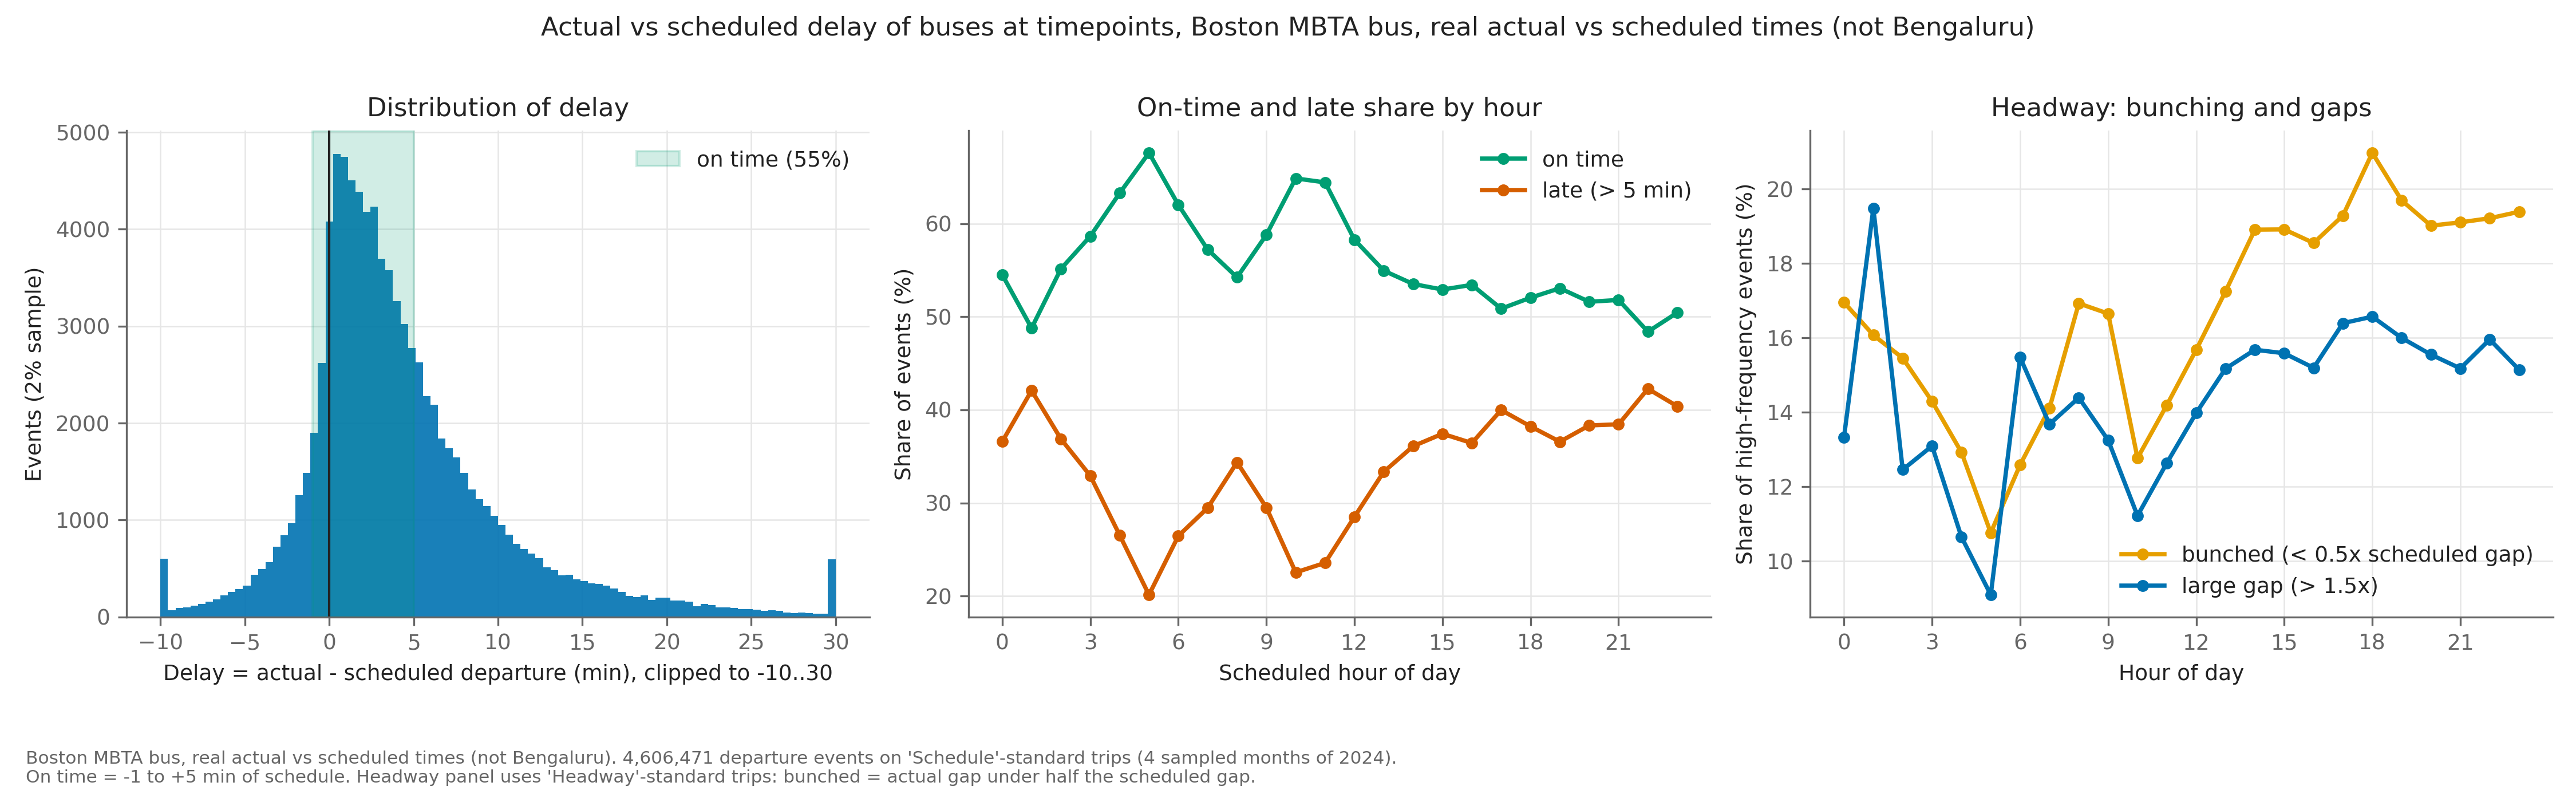 Actual vs scheduled delay of buses at timepoints, Boston MBTA bus, real actual vs scheduled times (not Bengaluru)
Distribution of delay
Events (2% sample)
5000
4000
3000
2000
1000
0
on time (55%)
−10 −5 0 5 10 15 20 25 30
Delay = actual - scheduled departure (min), clipped to -10..30
On-time and late share by hour
Share of events (%)
60
50
40
30
20
on time
late (> 5 min)
0 3 6 9 12 15 18 21
Scheduled hour of day
Headway: bunching and gaps
Share of high-frequency events (%)
20
18
16
14
12
10
bunched (< 0.5x scheduled gap)
large gap (> 1.5x)
0 3 6 9 12 15 18 21
Hour of day
Boston MBTA bus, real actual vs scheduled times (not Bengaluru). 4,606,471 departure events on 'Schedule'-standard trips (4 sampled months of 2024).
On time = -1 to +5 min of schedule. Headway panel uses 'Headway'-standard trips: bunched = actual gap under half the scheduled gap.